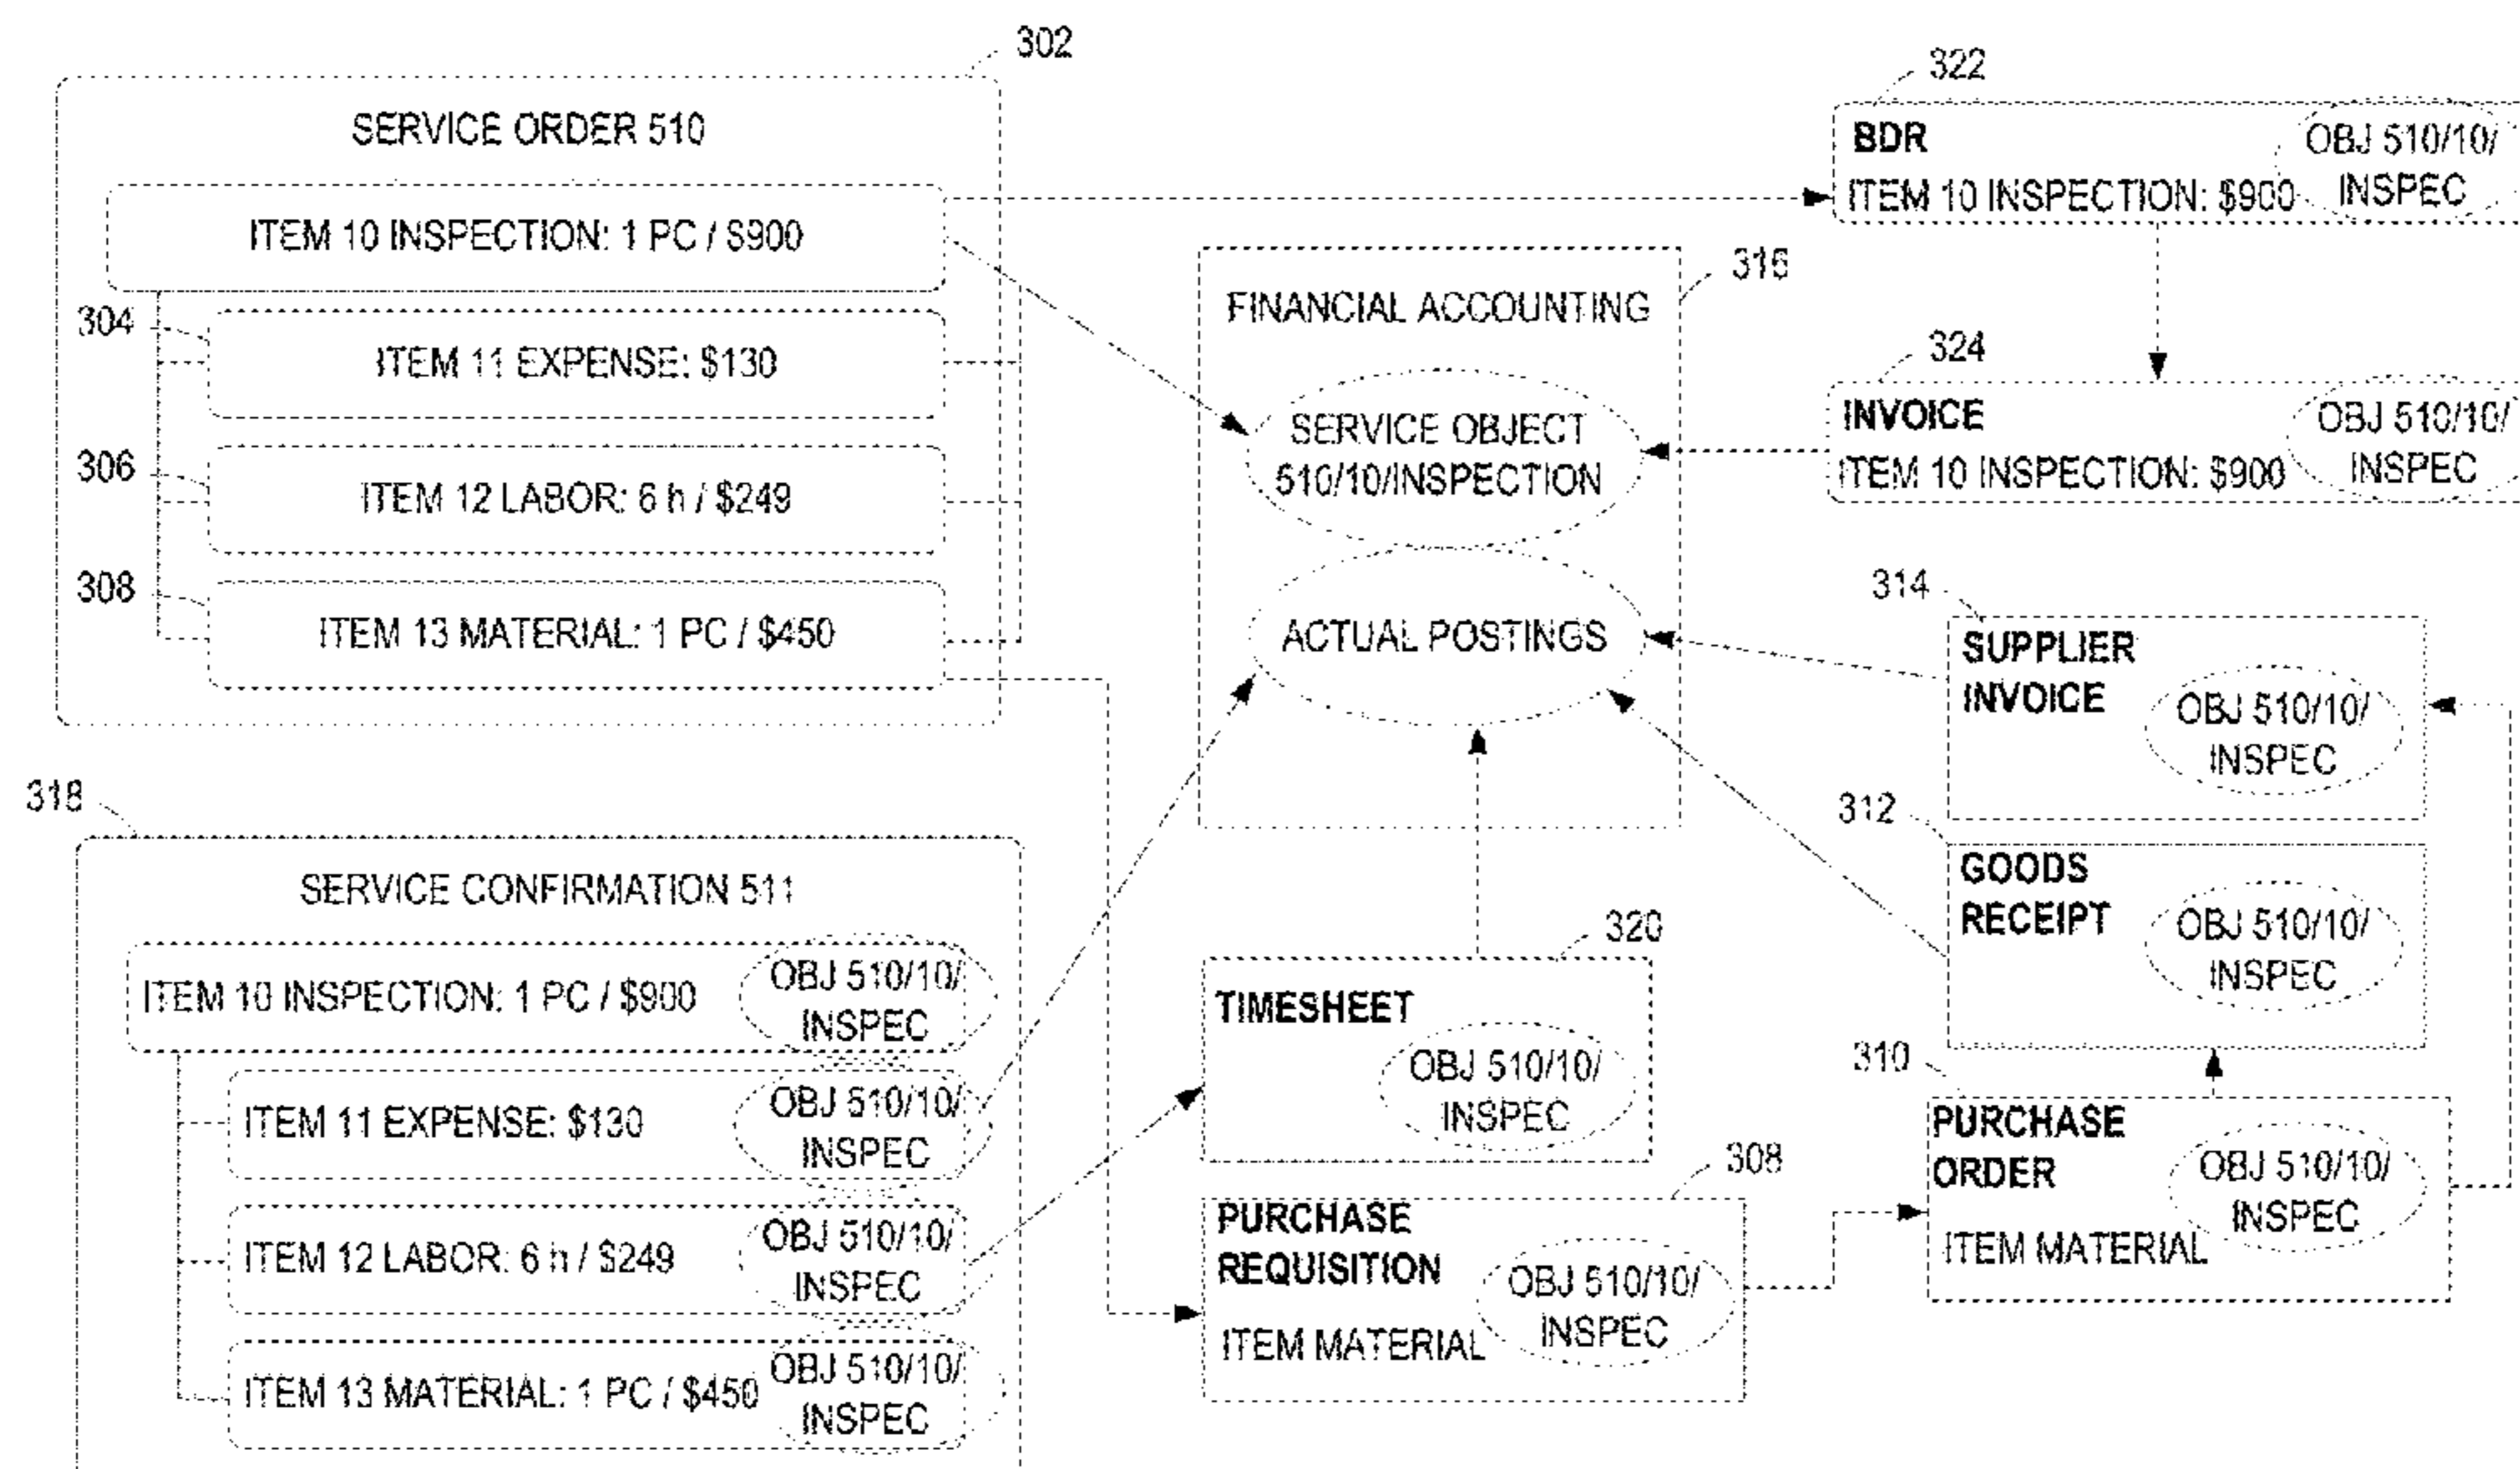 302
SERVICE ORDER 510
ITEM 10 INSPECTION: 1 PC / $900
304
ITEM 11 EXPENSE: $130
306
ITEM 12 LABOR: 6 h / $249
308
ITEM 13 MATERIAL: 1 PC / $450
318
SERVICE CONFIRMATION 511
ITEM 10 INSPECTION: 1 PC / $900
OBJ 510/10/
INSPEC
ITEM 11 EXPENSE: $130
OBJ 510/10/
INSPEC
ITEM 12 LABOR: 6 h / $249
OBJ 510/10/
INSPEC
ITEM 13 MATERIAL: 1 PC / $450
OBJ 510/10/
INSPEC
316
FINANCIAL ACCOUNTING
SERVICE OBJECT
510/10/INSPECTION
ACTUAL POSTINGS
320
TIMESHEET
OBJ 510/10/
INSPEC
308
PURCHASE
REQUISITION
ITEM MATERIAL
OBJ 510/10/
INSPEC
322
BDR
ITEM 10 INSPECTION: $900
OBJ 510/10/
INSPEC
324
INVOICE
ITEM 10 INSPECTION: $900
OBJ 510/10/
INSPEC
314
SUPPLIER
INVOICE
OBJ 510/10/
INSPEC
312
GOODS
RECEIPT
OBJ 510/10/
INSPEC
310
PURCHASE
ORDER
ITEM MATERIAL
OBJ 510/10/
INSPEC